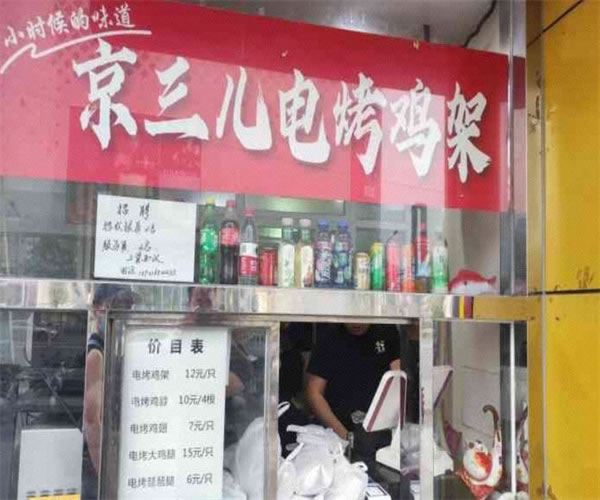 小时候的味道
京三儿电烤鸡架
招聘
价目表
电烤鸡架 12元/只
电烤鸡脖 10元/4根
电烤鸡翅 7元/只
电烤大鸡腿 15元/只
电烤琵琶腿 6元/只